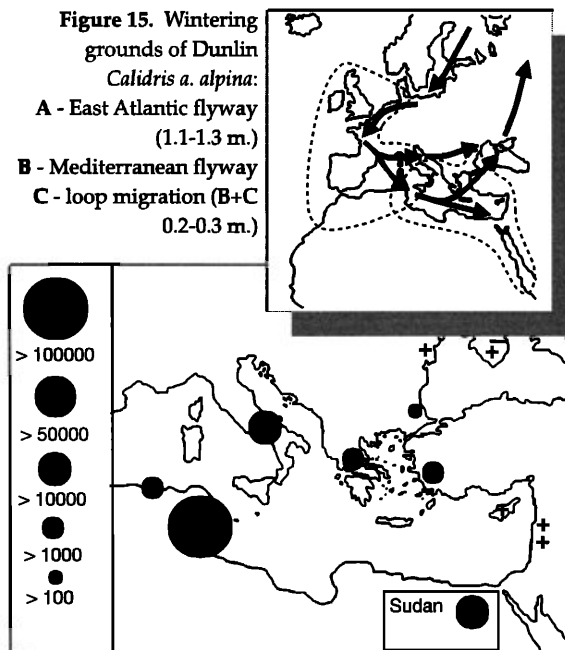 Figure 15. Wintering
grounds of Dunlin
Calidris a. alpina:
A - East Atlantic flyway
(1.1-1.3 m.)
B - Mediterranean flyway
C - loop migration (B+C
0.2-0.3 m.)
> 100000
> 50000
> 10000
> 1000
> 100
Sudan